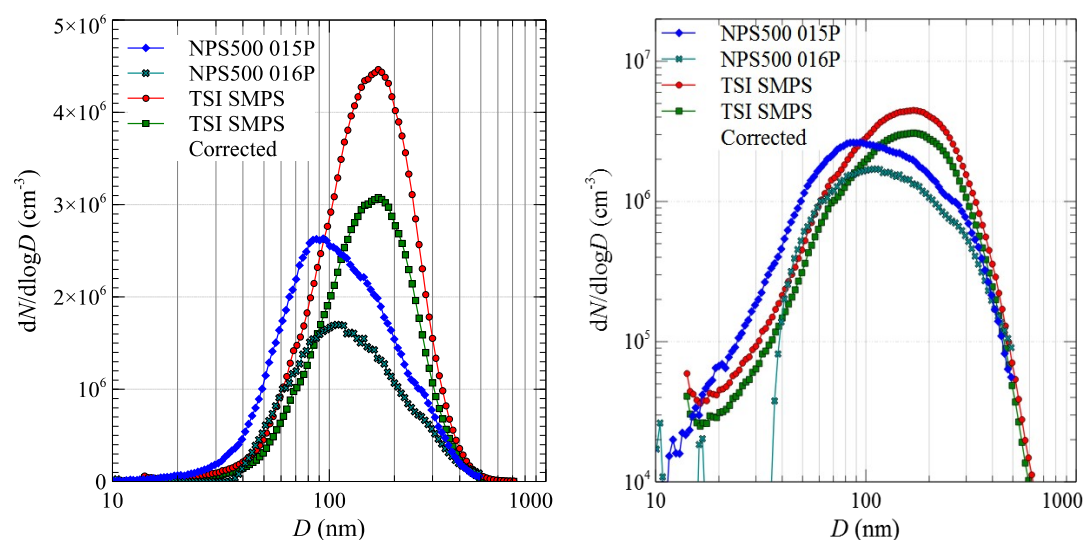 5×10⁶
4×10⁶
3×10⁶
2×10⁶
10⁶
0
dN/dlogD (cm⁻³)
NPS500 015P
NPS500 016P
TSI SMPS
TSI SMPS
Corrected
10
100
1000
D (nm)
10⁷
10⁶
10⁵
10⁴
dN/dlogD (cm⁻³)
NPS500 015P
NPS500 016P
TSI SMPS
TSI SMPS
Corrected
10
100
1000
D (nm)